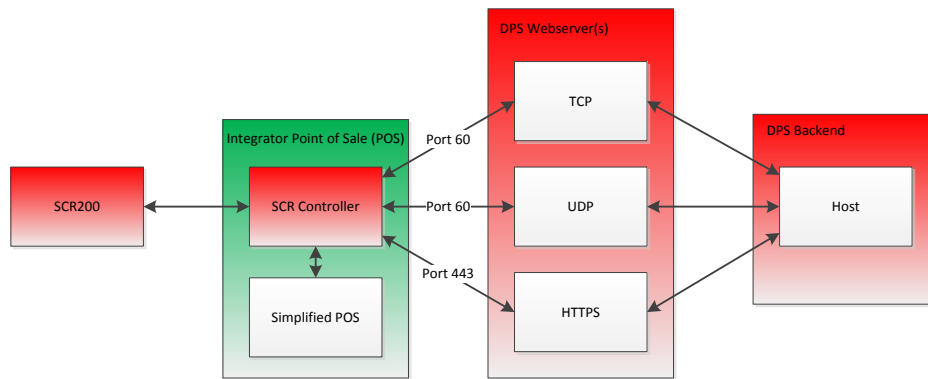 DPS Webserver(s)
TCP
Port 60
Integrator Point of Sale (POS)
DPS Backend
SCR200
SCR Controller
Port 60
UDP
Host
Port 443
Simplified POS
HTTPS